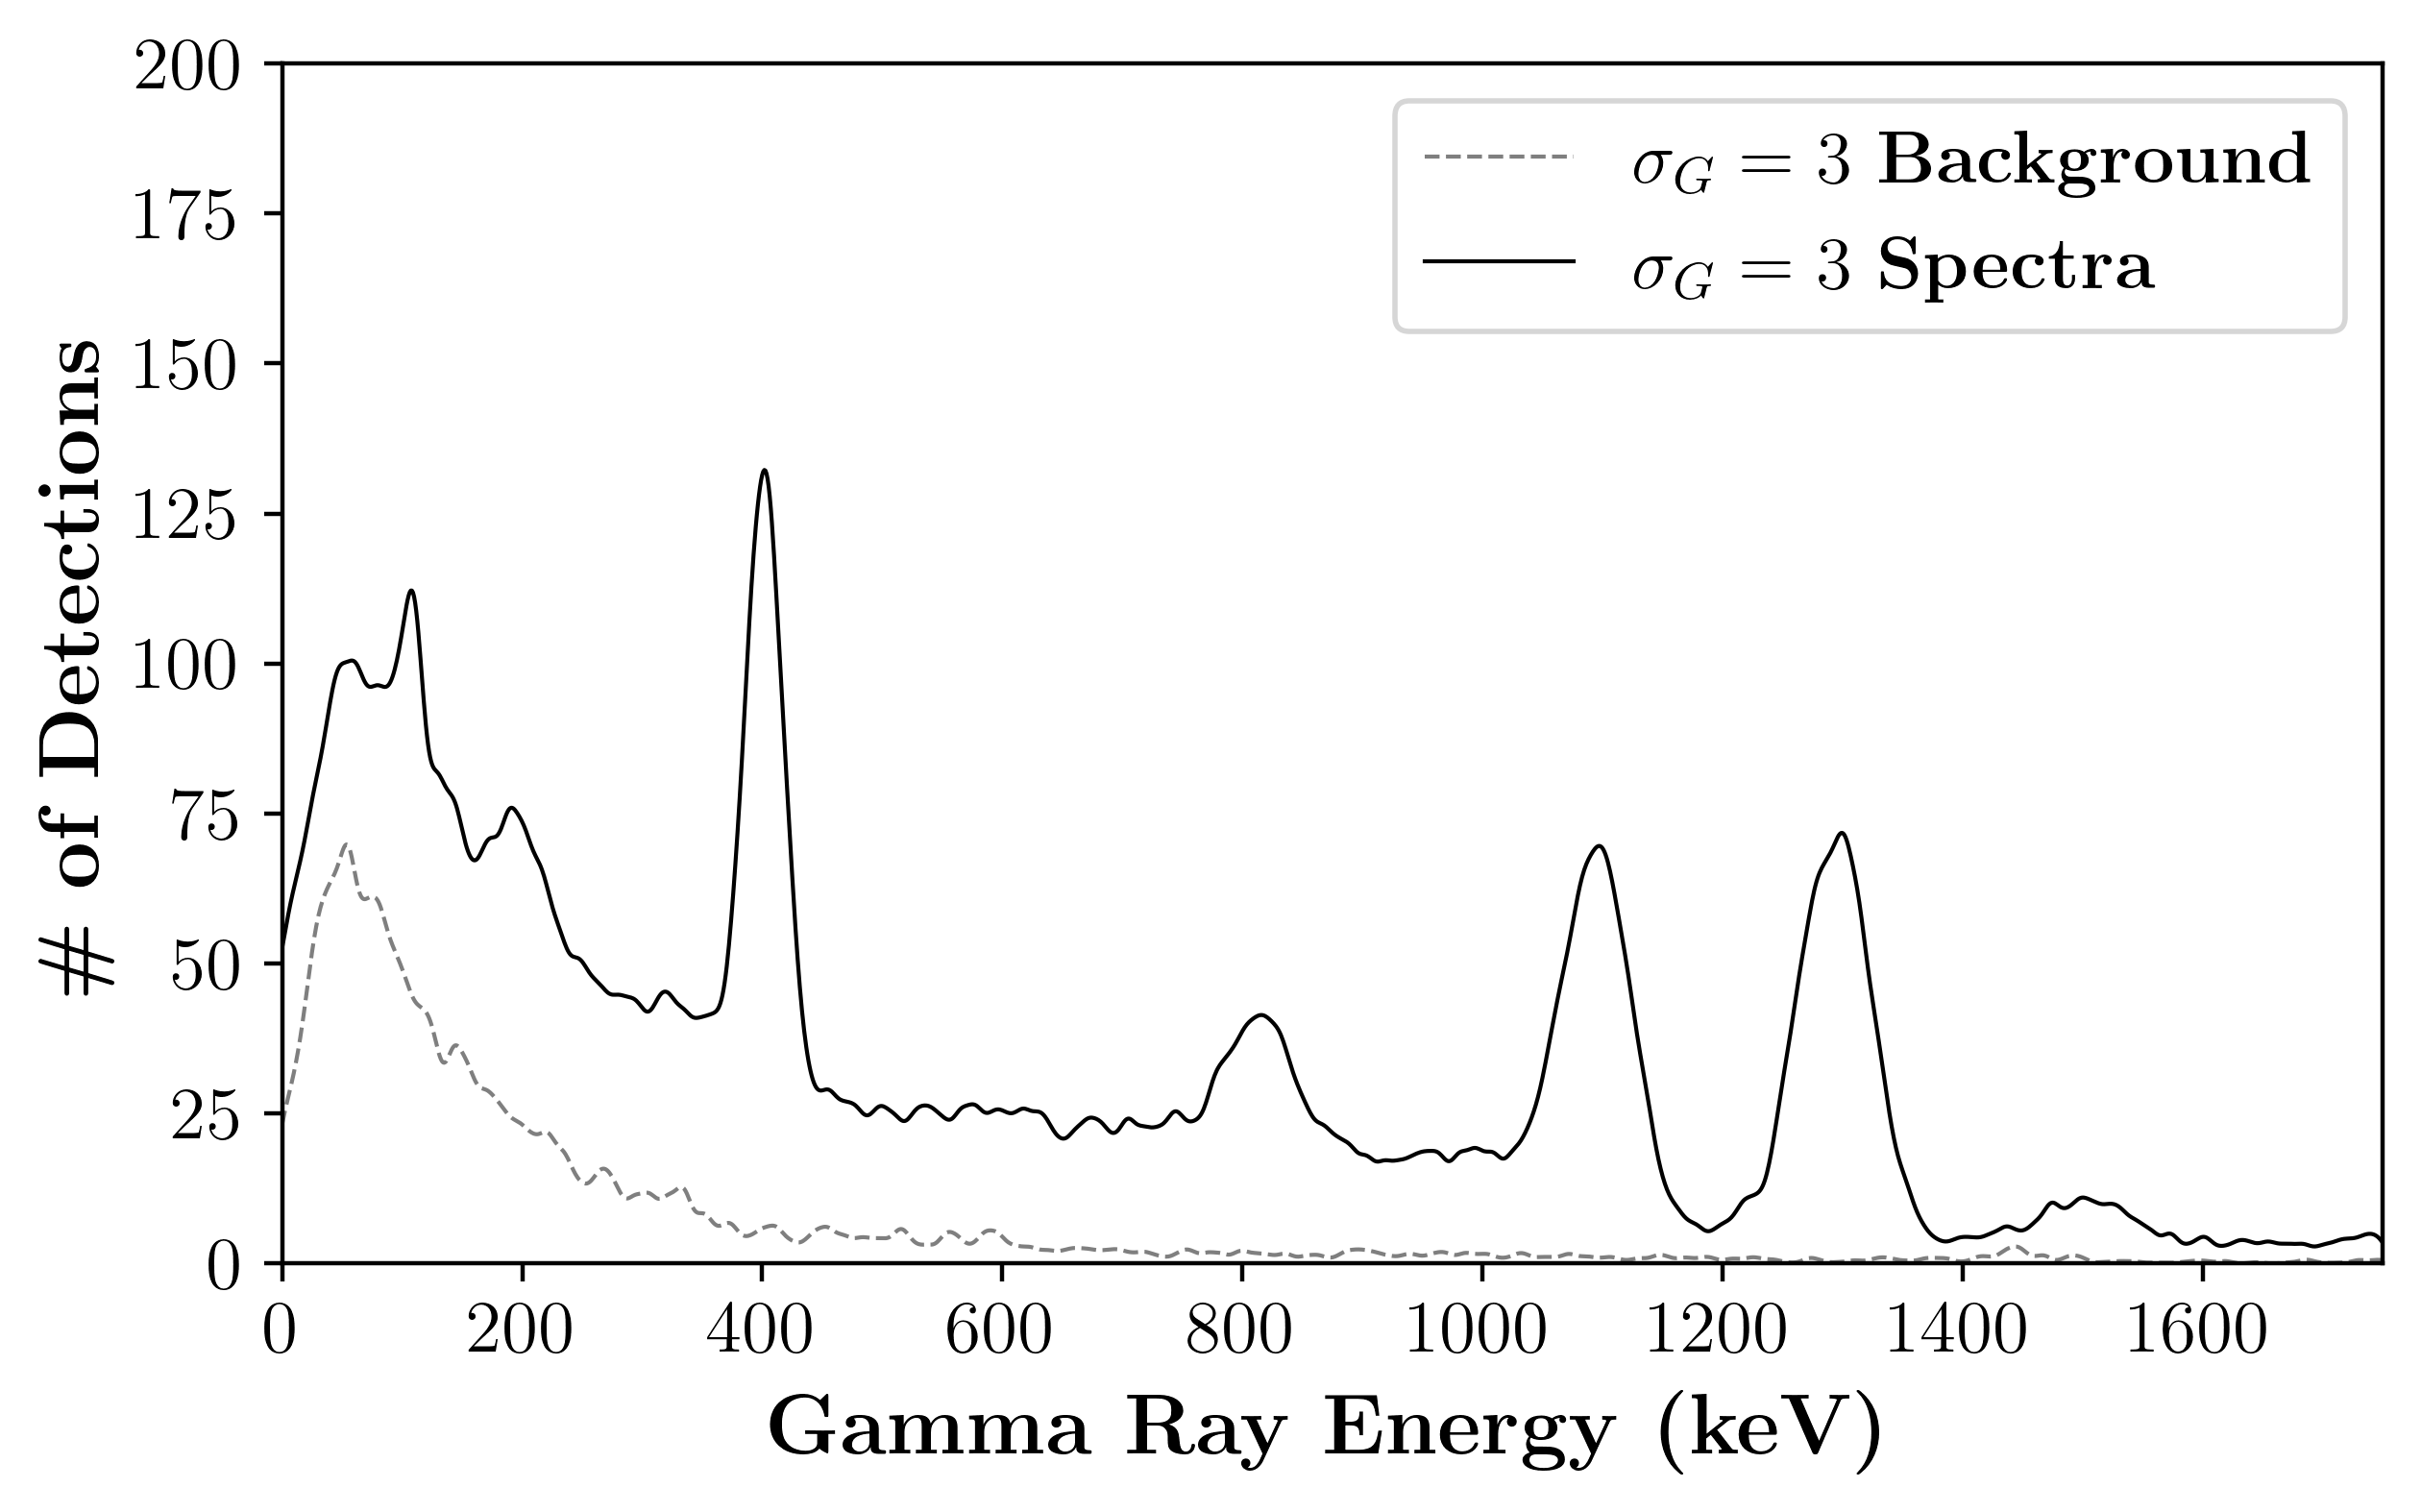 200
175
150
125
100
75
50
25
0
# of Detections
σG = 3 Background
σG = 3 Spectra
0 200 400 600 800 1000 1200 1400 1600
Gamma Ray Energy (keV)